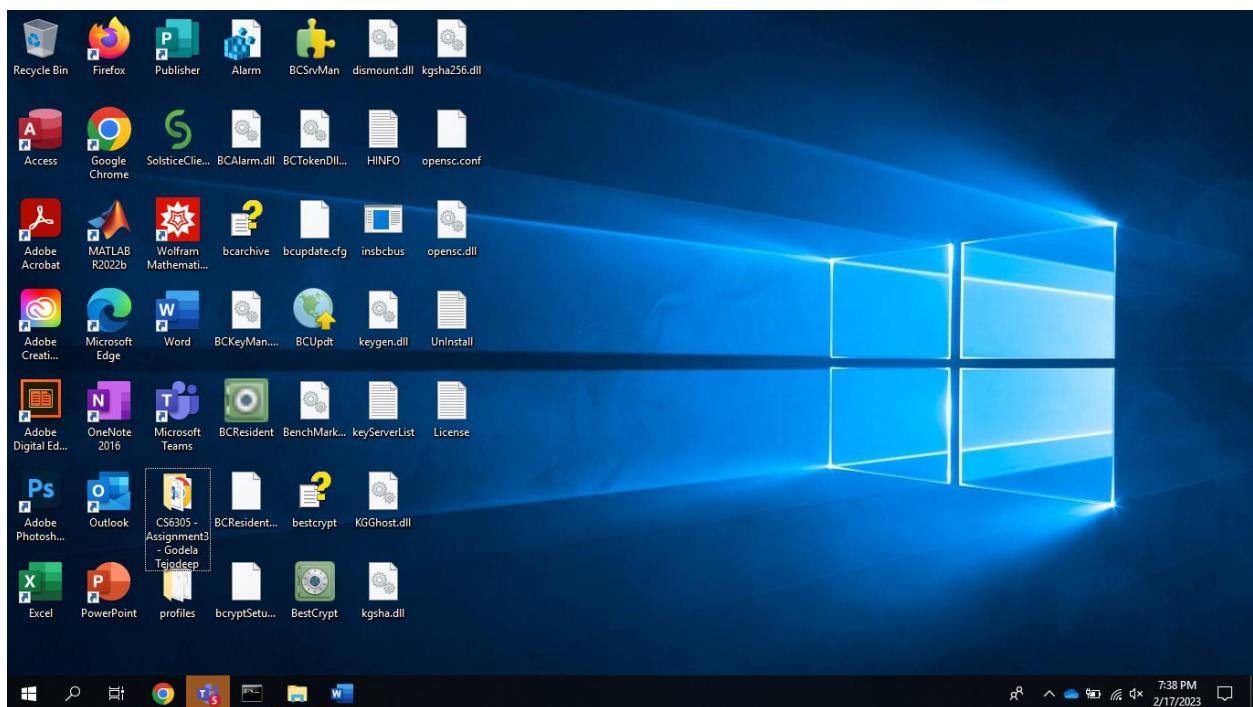 Recycle Bin
Firefox
Publisher
Alarm
BCSrvMan
dismount.dll
kgsha256.dll
Access
Google
Chrome
SolsticeClie...
BCAlarm.dll
BCTokenDll...
HINFO
opensc.conf
Adobe
Acrobat
MATLAB
R2022b
Wolfram
Mathemati...
bcarchive
bcupdate.cfg
insbcbus
opensc.dll
Adobe
Creati...
Microsoft
Edge
Word
BCKeyMan....
BCUpdt
keygen.dll
UnInstall
Adobe
Digital Ed...
OneNote
2016
Microsoft
Teams
BCResident
BenchMark...
keyServerList
License
Adobe
Photosh...
Outlook
CS6305 -
Assignment3
- Godela
Tejodeep
BCResident...
bestcrypt
KGGhost.dll
Excel
PowerPoint
profiles
bcryptSetu...
BestCrypt
kgsha.dll
7:38 PM
2/17/2023